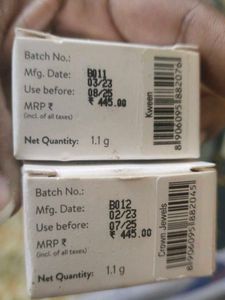 Batch No.: B011
Mfg. Date: 03/23
Use before: 08/25
MRP ₹ ₹ 445.00
(incl. of all taxes)
Net Quantity: 1.1 g
Kween
8906095188207
Batch No.: B012
Mfg. Date: 02/23
Use before: 07/25
MRP ₹ ₹ 445.00
(incl. of all taxes)
Net Quantity: 1.1 g
Crown Jewels
8906095882045